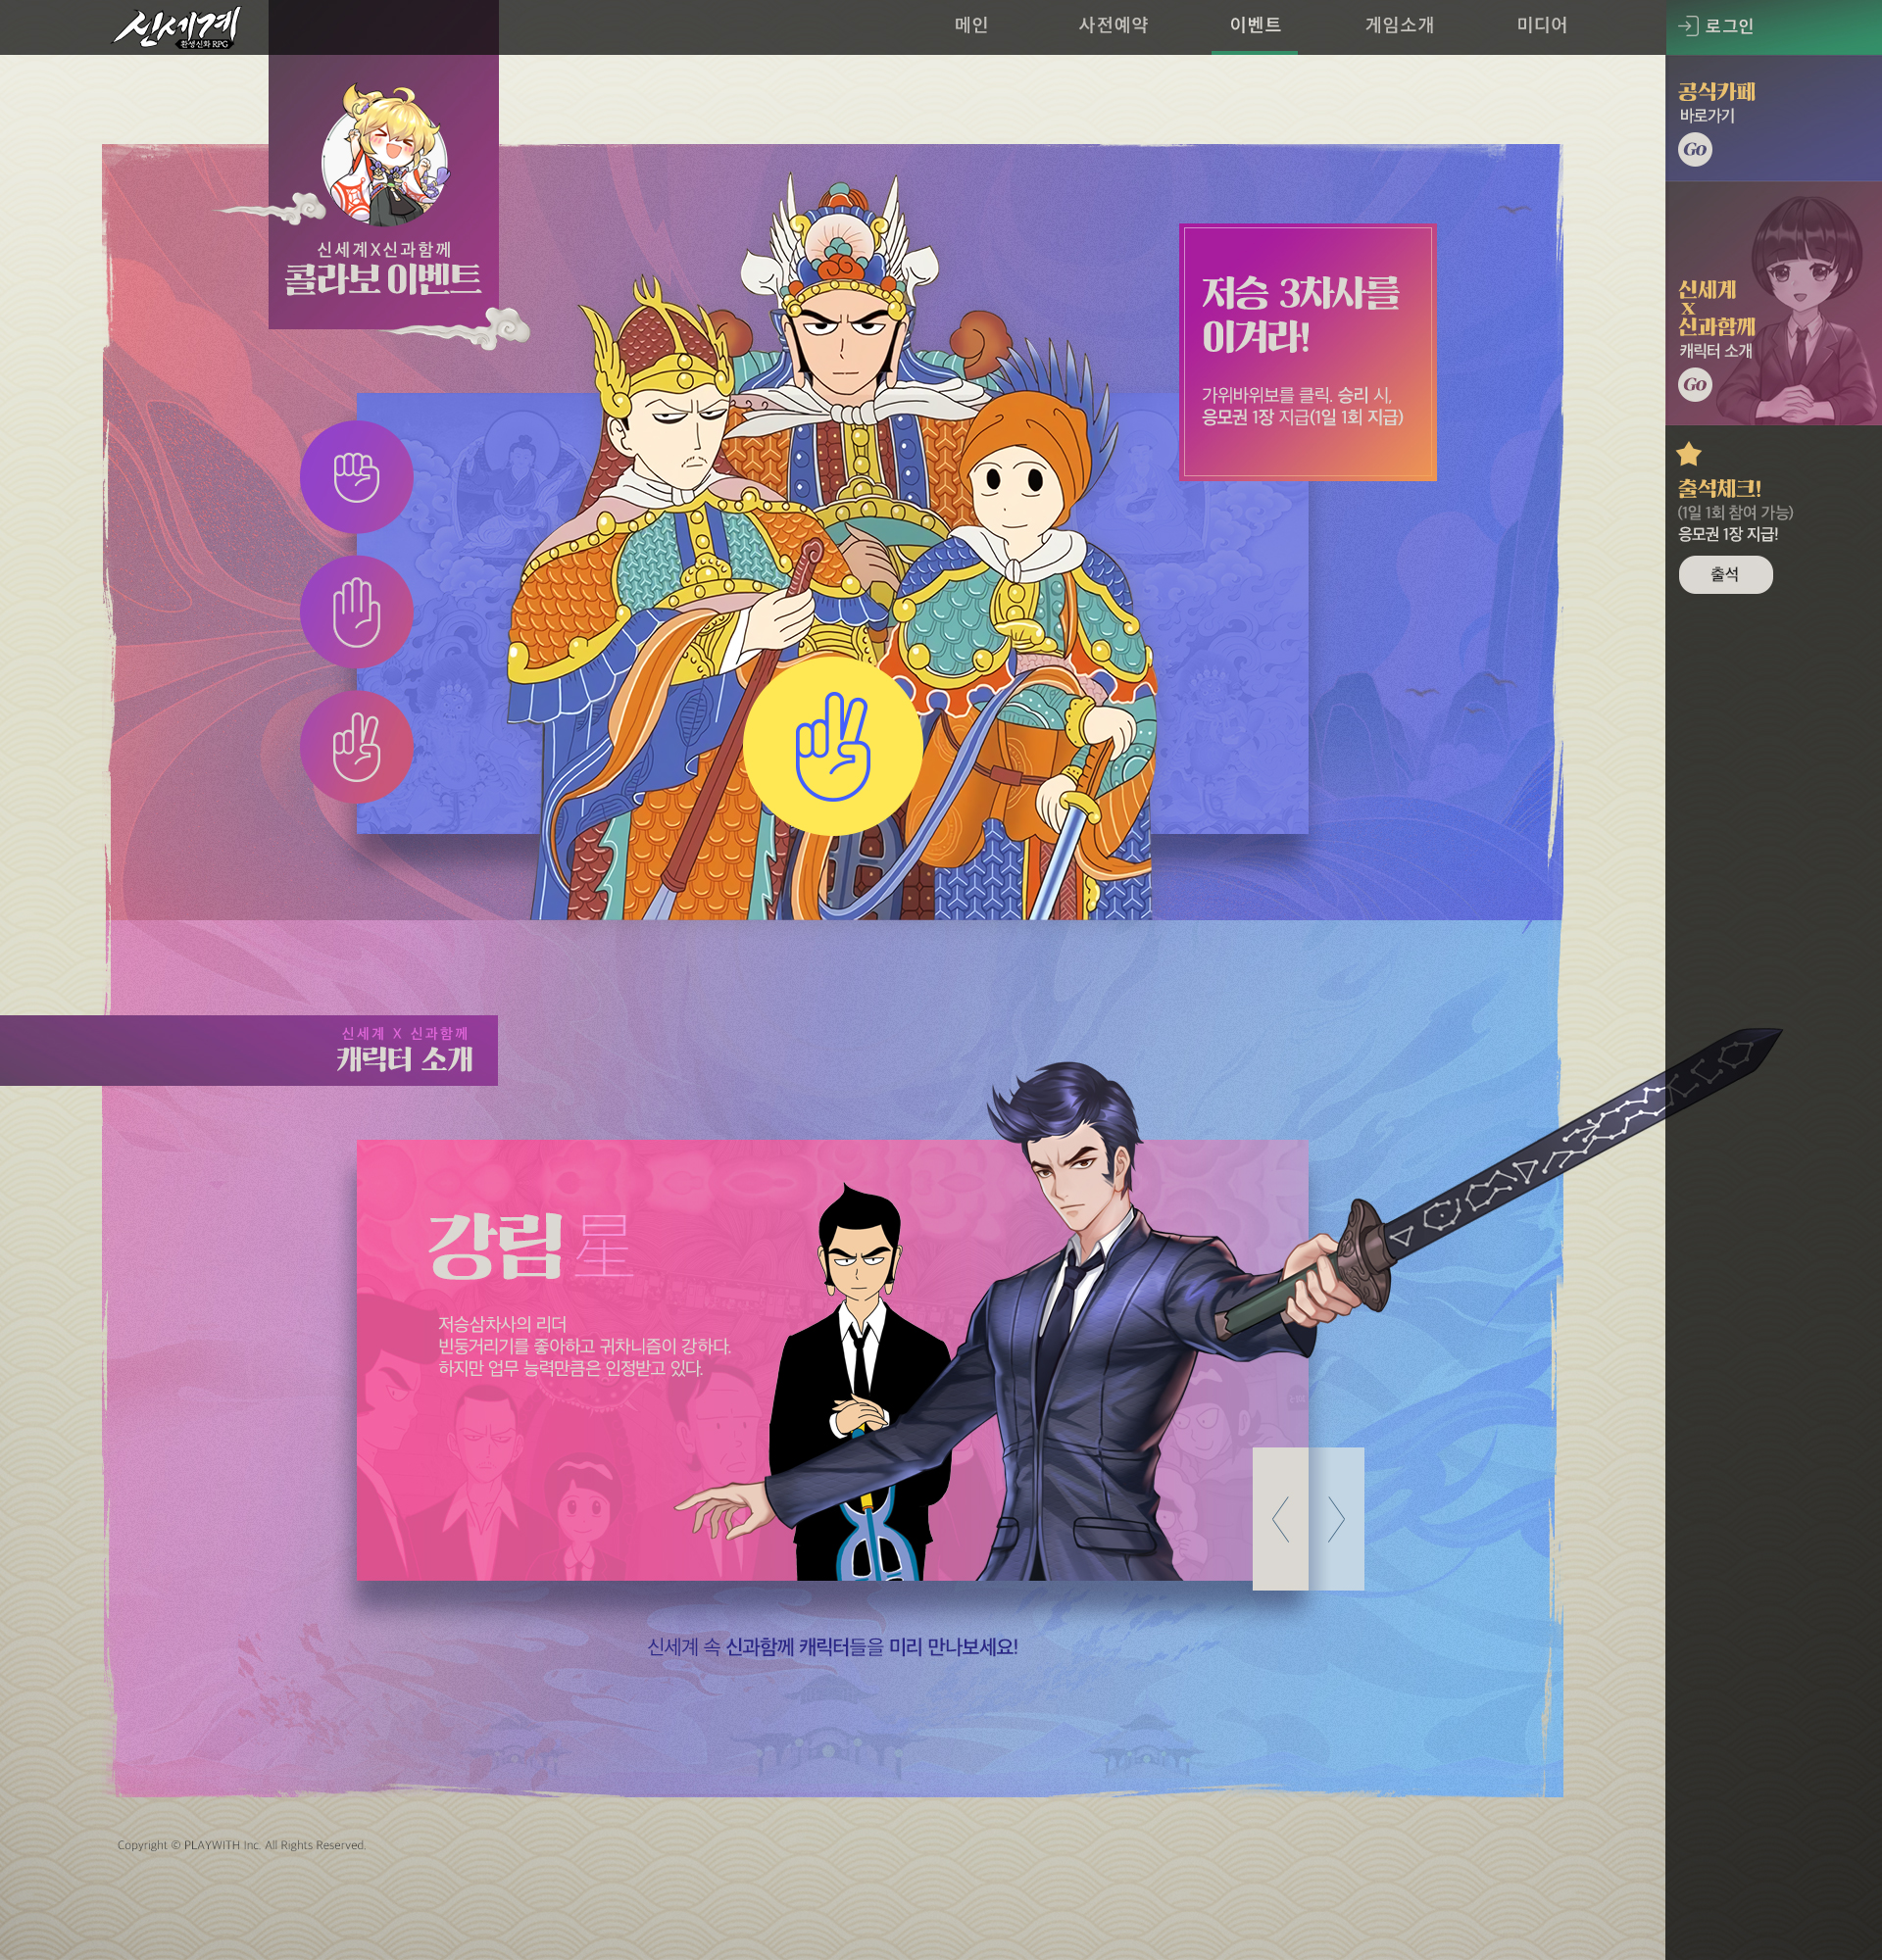 신세계
환생신화 RPG
메인
사전예약
이벤트
게임소개
미디어
로그인
공식카페
바로가기
Go
신세계
X
신과함께
캐릭터 소개
Go
출석체크!
(1일 1회 참여 가능)
응모권 1장 지급!
출석
신세계X신과함께
콜라보 이벤트
저승 3차사를
이겨라!
가위바위보를 클릭. 승리 시,
응모권 1장 지급(1일 1회 지급)
신세계 X 신과함께
캐릭터 소개
강림 星
저승삼차사의 리더
빈둥거리기를 좋아하고 귀차니즘이 강하다.
하지만 업무 능력만큼은 인정받고 있다.
신세계 속 신과함께 캐릭터들을 미리 만나보세요!
Copyright © PLAYWITH Inc. All Rights Reserved.